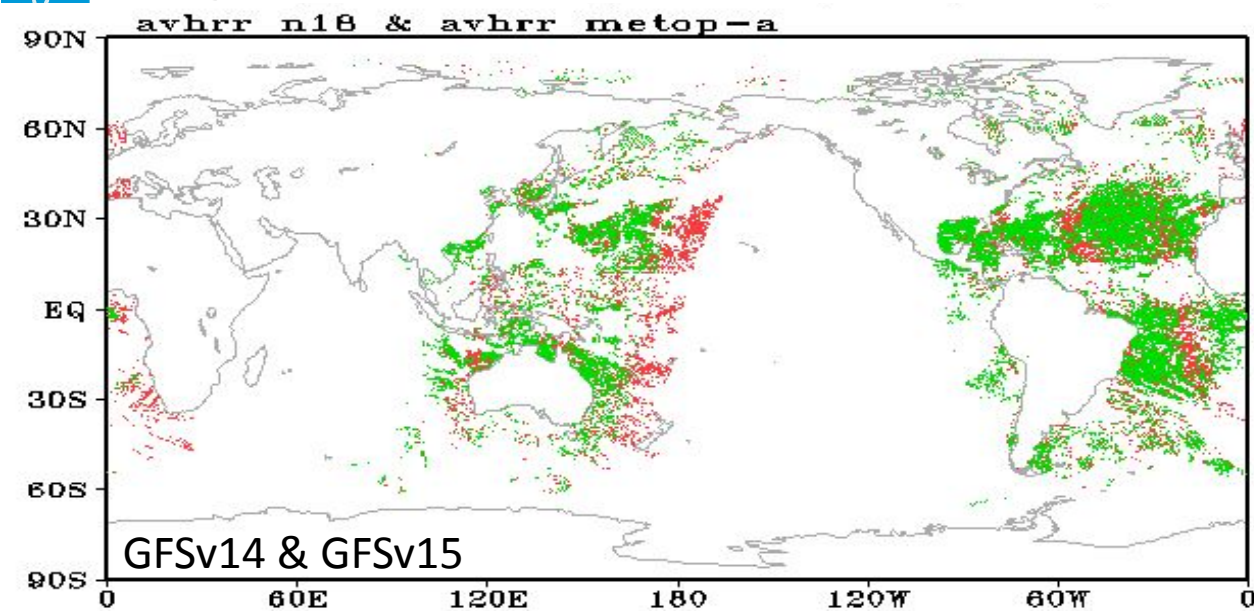 avhrr n18 & avhrr metop-a
90N
60N
30N
EQ
30S
60S
90S
GFSv14 & GFSv15
0 60E 120E 180 120W 60W 0